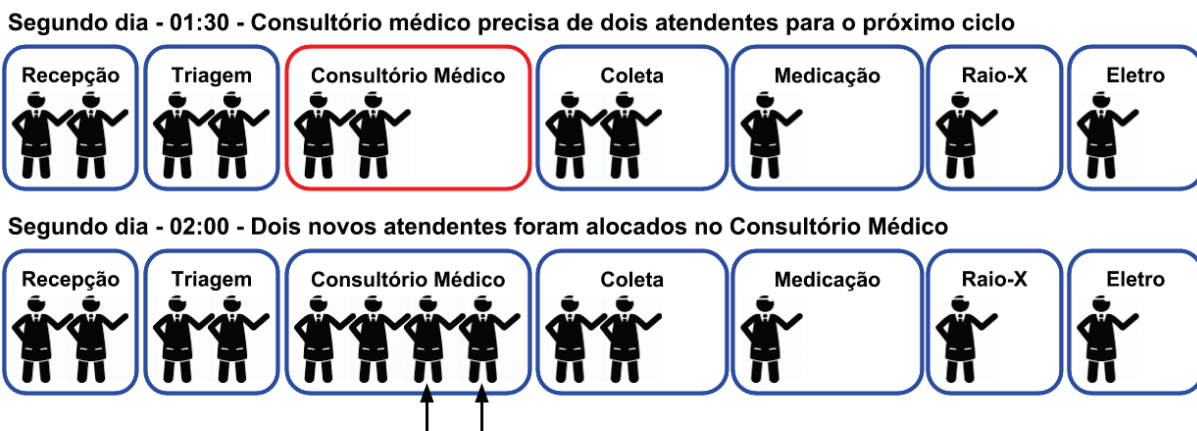 Segundo dia - 01:30 - Consultório médico precisa de dois atendentes para o próximo ciclo
Recepção Triagem Consultório Médico Coleta Medicação Raio-X Eletro
Segundo dia - 02:00 - Dois novos atendentes foram alocados no Consultório Médico
Recepção Triagem Consultório Médico Coleta Medicação Raio-X Eletro